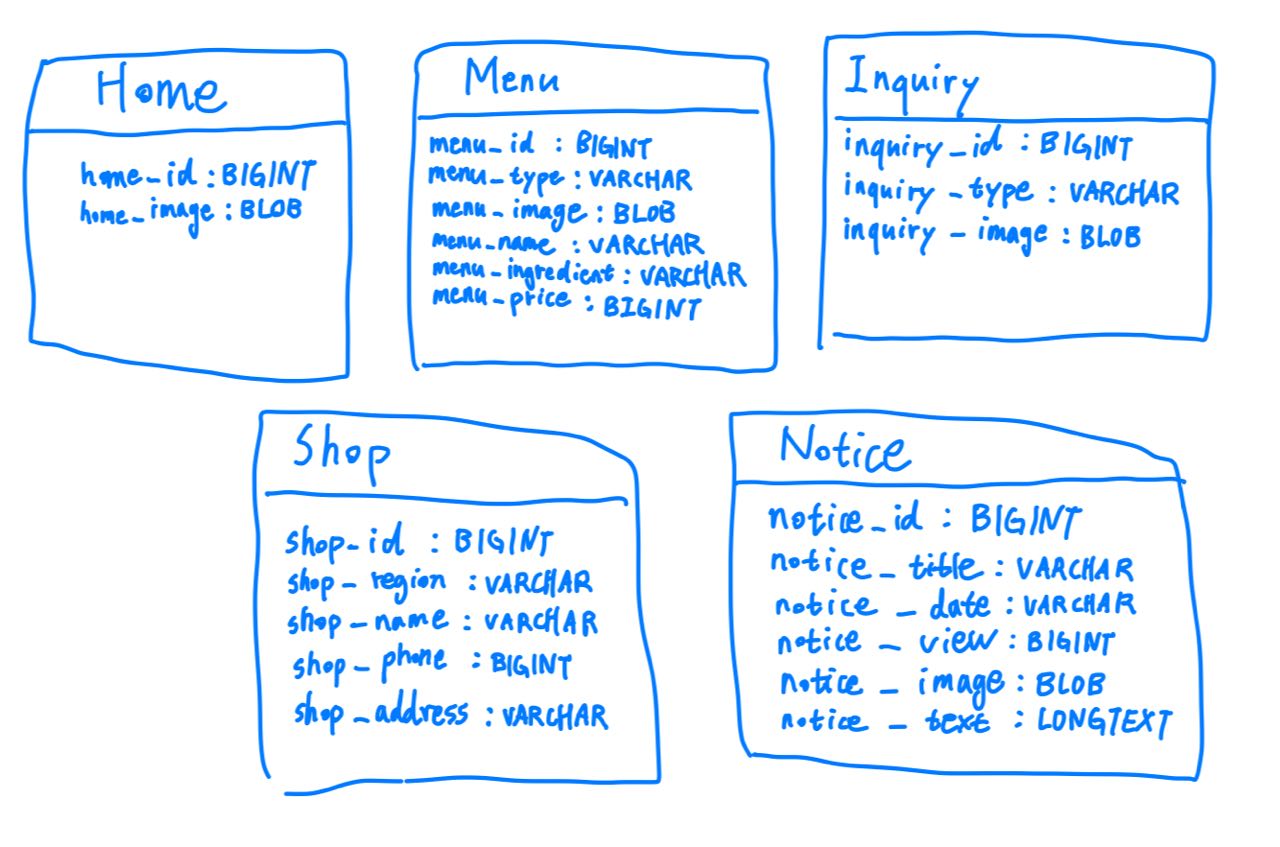 Home
home_id : BIGINT
home_image : BLOB
Menu
menu_id : BIGINT
menu_type : VARCHAR
menu_image : BLOB
menu_name : VARCHAR
menu_ingredient : VARCHAR
menu_price : BIGINT
Inquiry
inquiry_id : BIGINT
inquiry_type : VARCHAR
inquiry_image : BLOB
Shop
shop_id : BIGINT
shop_region : VARCHAR
shop_name : VARCHAR
shop_phone : BIGINT
shop_address : VARCHAR
Notice
notice_id : BIGINT
notice_title : VARCHAR
notice_date : VARCHAR
notice_view : BIGINT
notice_image : BLOB
notice_text : LONGTEXT